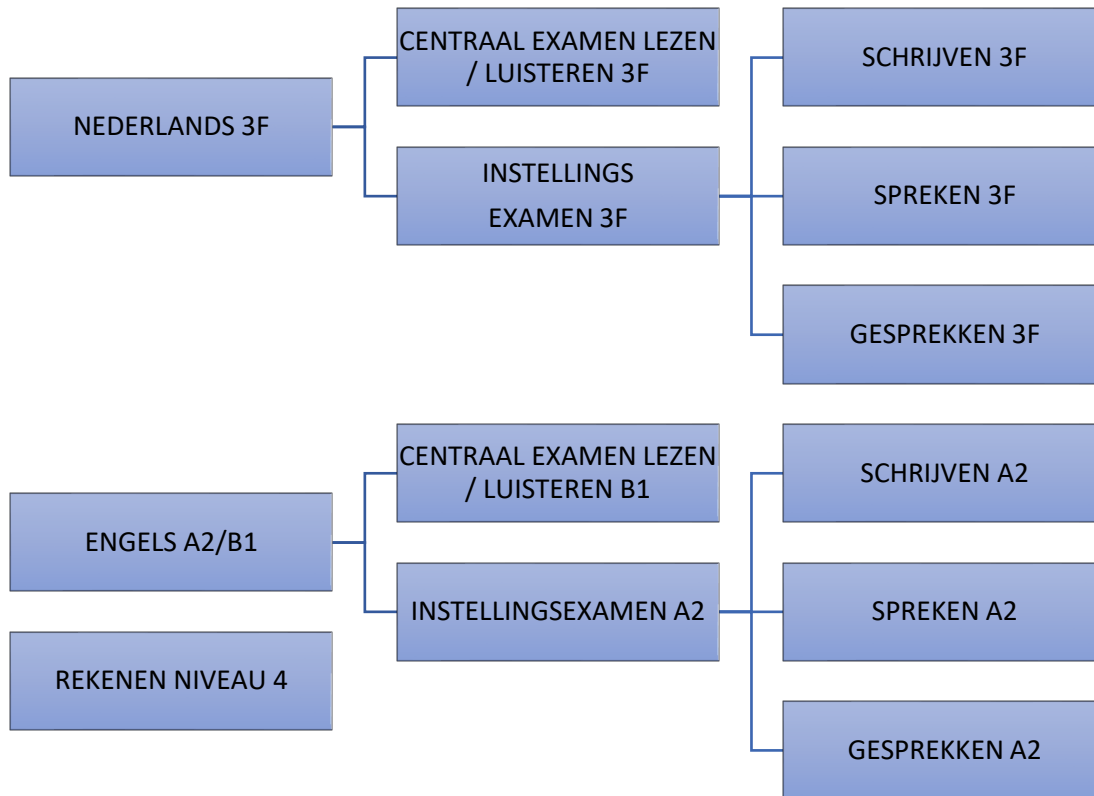 NEDERLANDS 3F
CENTRAAL EXAMEN LEZEN
/ LUISTEREN 3F
INSTELLINGS
EXAMEN 3F
SCHRIJVEN 3F
SPREKEN 3F
GESPREKKEN 3F
ENGELS A2/B1
CENTRAAL EXAMEN LEZEN
/ LUISTEREN B1
INSTELLINGSEXAMEN A2
SCHRIJVEN A2
SPREKEN A2
GESPREKKEN A2
REKENEN NIVEAU 4